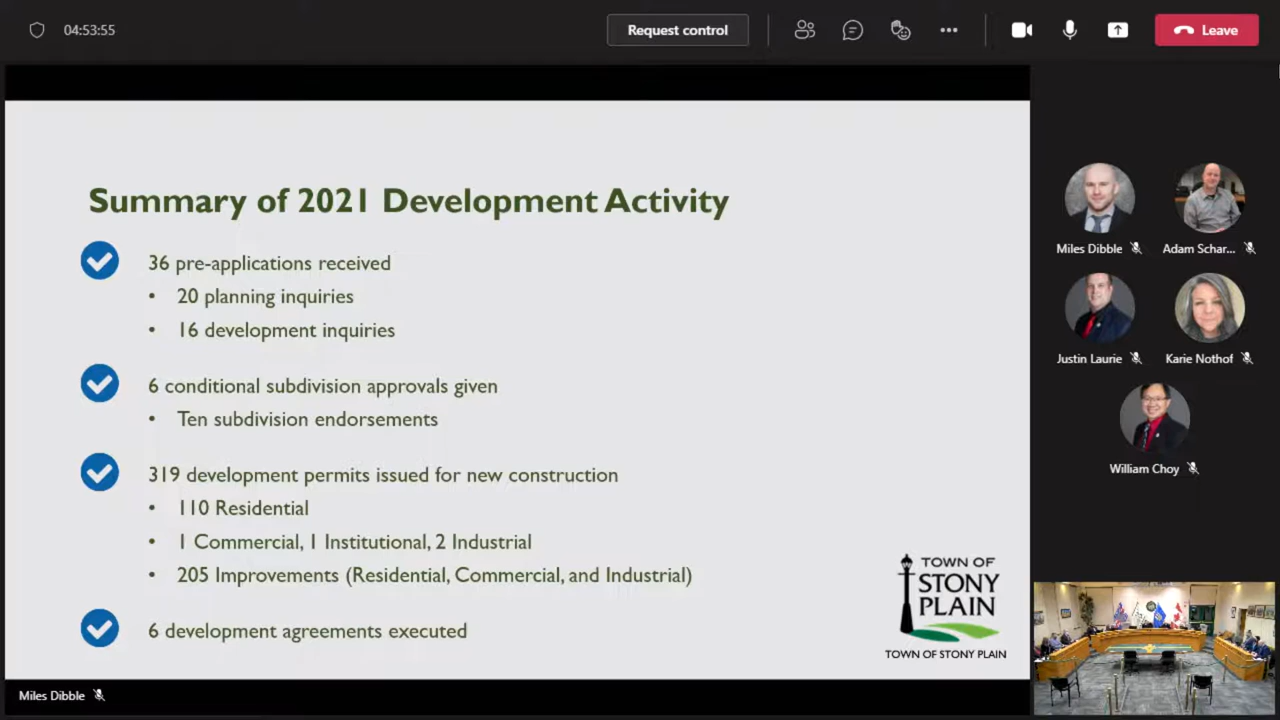 04:53:55
Request control
Leave
Summary of 2021 Development Activity
36 pre-applications received
• 20 planning inquiries
• 16 development inquiries
6 conditional subdivision approvals given
• Ten subdivision endorsements
319 development permits issued for new construction
• 110 Residential
• 1 Commercial, 1 Institutional, 2 Industrial
• 205 Improvements (Residential, Commercial, and Industrial)
6 development agreements executed
TOWN OF
STONY
PLAIN
TOWN OF STONY PLAIN
Miles Dibble
Adam Schar...
Justin Laurie
Karie Nothof
William Choy
Miles Dibble